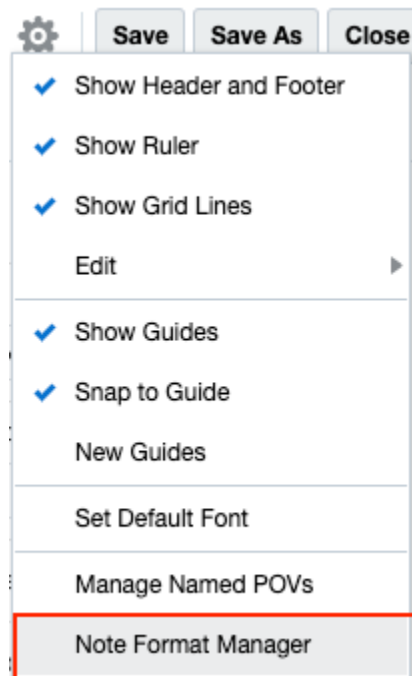 Save Save As Close
Show Header and Footer
Show Ruler
Show Grid Lines
Edit
Show Guides
Snap to Guide
New Guides
Set Default Font
Manage Named POVs
Note Format Manager